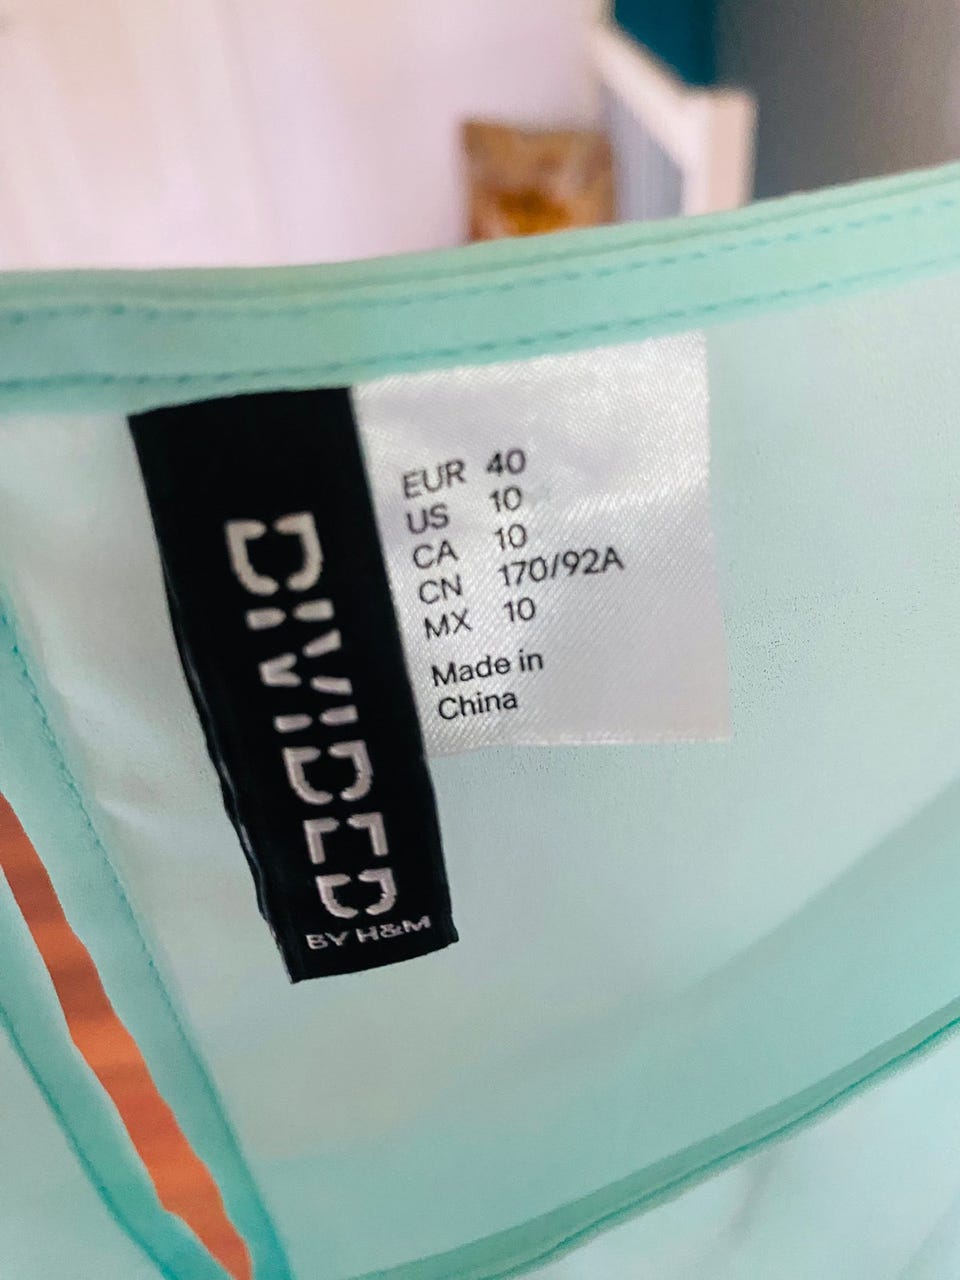 DIVIDED
BY H&M
EUR 40
US 10
CA 10
CN 170/92A
MX 10
Made in
China